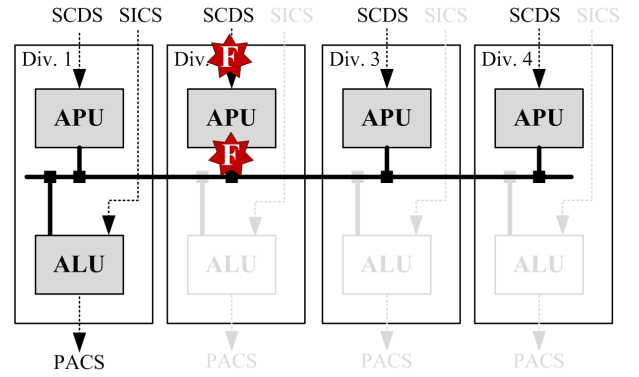 SCDS SICS SCDS SICS SCDS SICS SCDS SICS
Div. 1 Div. F Div. 3 Div. 4
APU APU APU APU
F
ALU ALU ALU ALU
PACS PACS PACS PACS